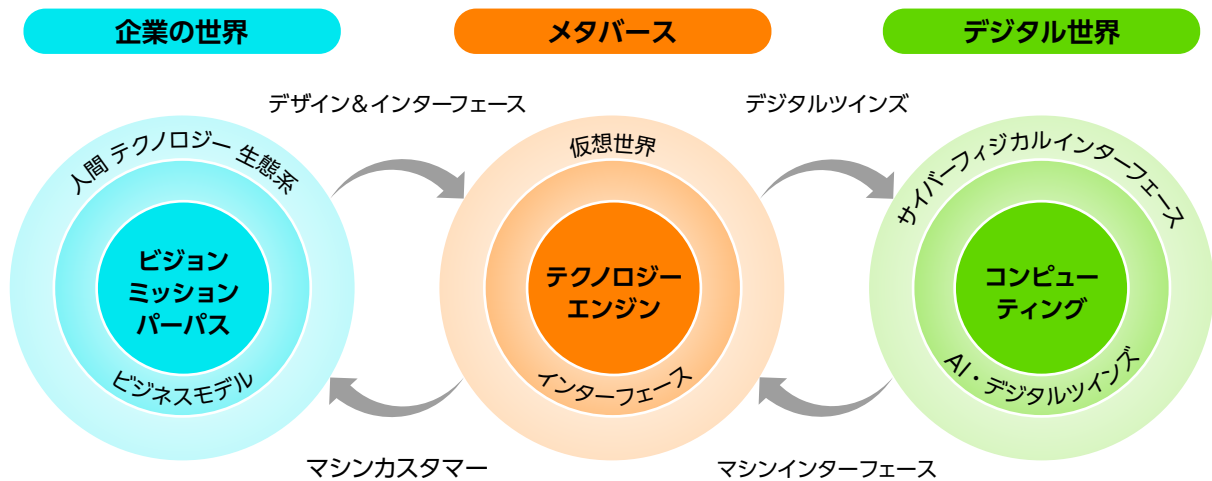 企業の世界
メタバース
デジタル世界
デザイン＆インターフェース
デジタルツインズ
人間 テクノロジー 生態系
ビジョン
ミッション
パーパス
ビジネスモデル
仮想世界
テクノロジー
エンジン
インターフェース
サイバーフィジカルインターフェース
コンピュー
ティング
AI・デジタルツインズ
マシンカスタマー
マシンインターフェース